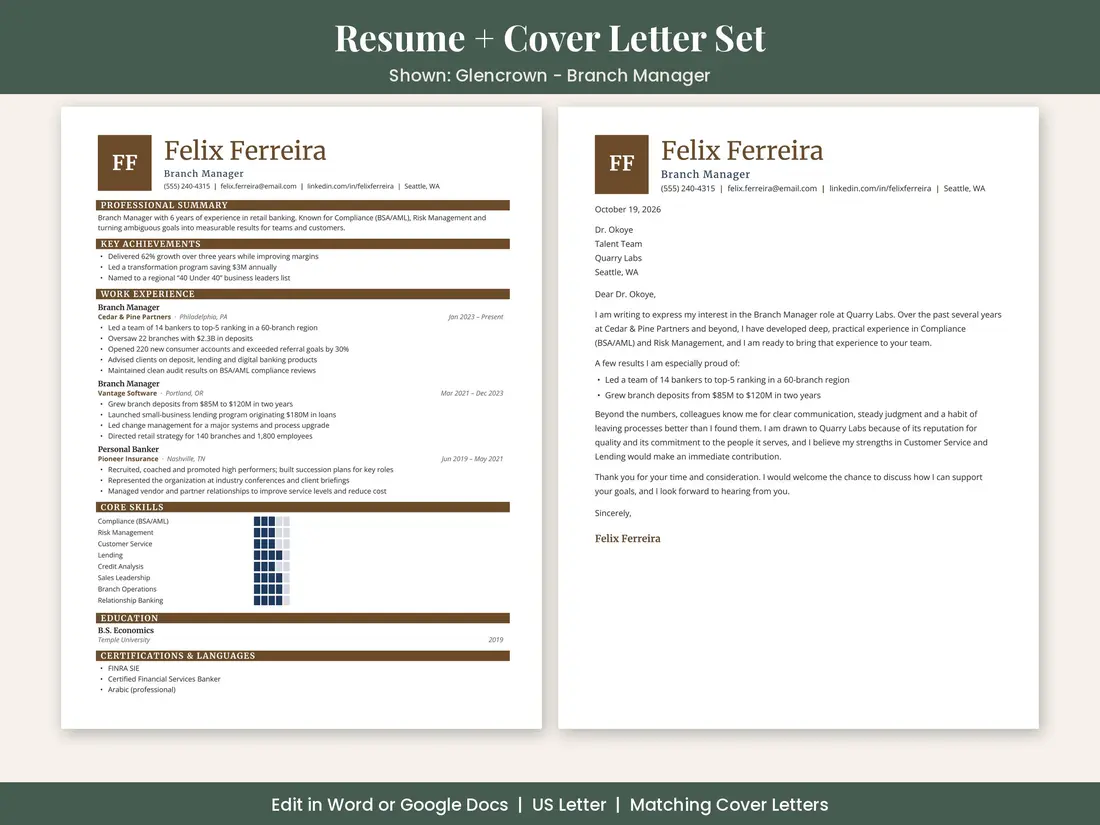 Resume + Cover Letter Set
Shown: Glencrown - Branch Manager
FF
Felix Ferreira
Branch Manager
(555) 240-4315 | felix.ferreira@email.com | linkedin.com/in/felixferreira | Seattle, WA
PROFESSIONAL SUMMARY
Branch Manager with 6 years of experience in retail banking. Known for Compliance (BSA/AML), Risk Management and
turning ambiguous goals into measurable results for teams and customers.
KEY ACHIEVEMENTS
• Delivered 62% growth over three years while improving margins
• Led a transformation program saving $3M annually
• Named to a regional "40 Under 40" business leaders list
WORK EXPERIENCE
Branch Manager
Cedar & Pine Partners · Philadelphia, PA Jan 2023 – Present
• Led a team of 14 bankers to top-5 ranking in a 60-branch region
• Oversaw 22 branches with $2.3B in deposits
• Opened 220 new consumer accounts and exceeded referral goals by 30%
• Advised clients on deposit, lending and digital banking products
• Maintained clean audit results on BSA/AML compliance reviews
Branch Manager
Vantage Software · Portland, OR Mar 2021 – Dec 2023
• Grew branch deposits from $85M to $120M in two years
• Launched small-business lending program originating $180M in loans
• Led change management for a major systems and process upgrade
• Directed retail strategy for 140 branches and 1,800 employees
Personal Banker
Pioneer Insurance · Nashville, TN Jun 2019 – May 2021
• Recruited, coached and promoted high performers; built succession plans for key roles
• Represented the organization at industry conferences and client briefings
• Managed vendor and partner relationships to improve service levels and reduce cost
CORE SKILLS
Compliance (BSA/AML)
Risk Management
Customer Service
Lending
Credit Analysis
Sales Leadership
Branch Operations
Relationship Banking
EDUCATION
B.S. Economics
Temple University 2019
CERTIFICATIONS & LANGUAGES
• FINRA SIE
• Certified Financial Services Banker
• Arabic (professional)
FF
Felix Ferreira
Branch Manager
(555) 240-4315 | felix.ferreira@email.com | linkedin.com/in/felixferreira | Seattle, WA
October 19, 2026
Dr. Okoye
Talent Team
Quarry Labs
Seattle, WA
Dear Dr. Okoye,
I am writing to express my interest in the Branch Manager role at Quarry Labs. Over the past several years
at Cedar & Pine Partners and beyond, I have developed deep, practical experience in Compliance
(BSA/AML) and Risk Management, and I am ready to bring that experience to your team.
A few results I am especially proud of:
• Led a team of 14 bankers to top-5 ranking in a 60-branch region
• Grew branch deposits from $85M to $120M in two years
Beyond the numbers, colleagues know me for clear communication, steady judgment and a habit of
leaving processes better than I found them. I am drawn to Quarry Labs because of its reputation for
quality and its commitment to the people it serves, and I believe my strengths in Customer Service and
Lending would make an immediate contribution.
Thank you for your time and consideration. I would welcome the chance to discuss how I can support
your goals, and I look forward to hearing from you.
Sincerely,
Felix Ferreira
Edit in Word or Google Docs | US Letter | Matching Cover Letters